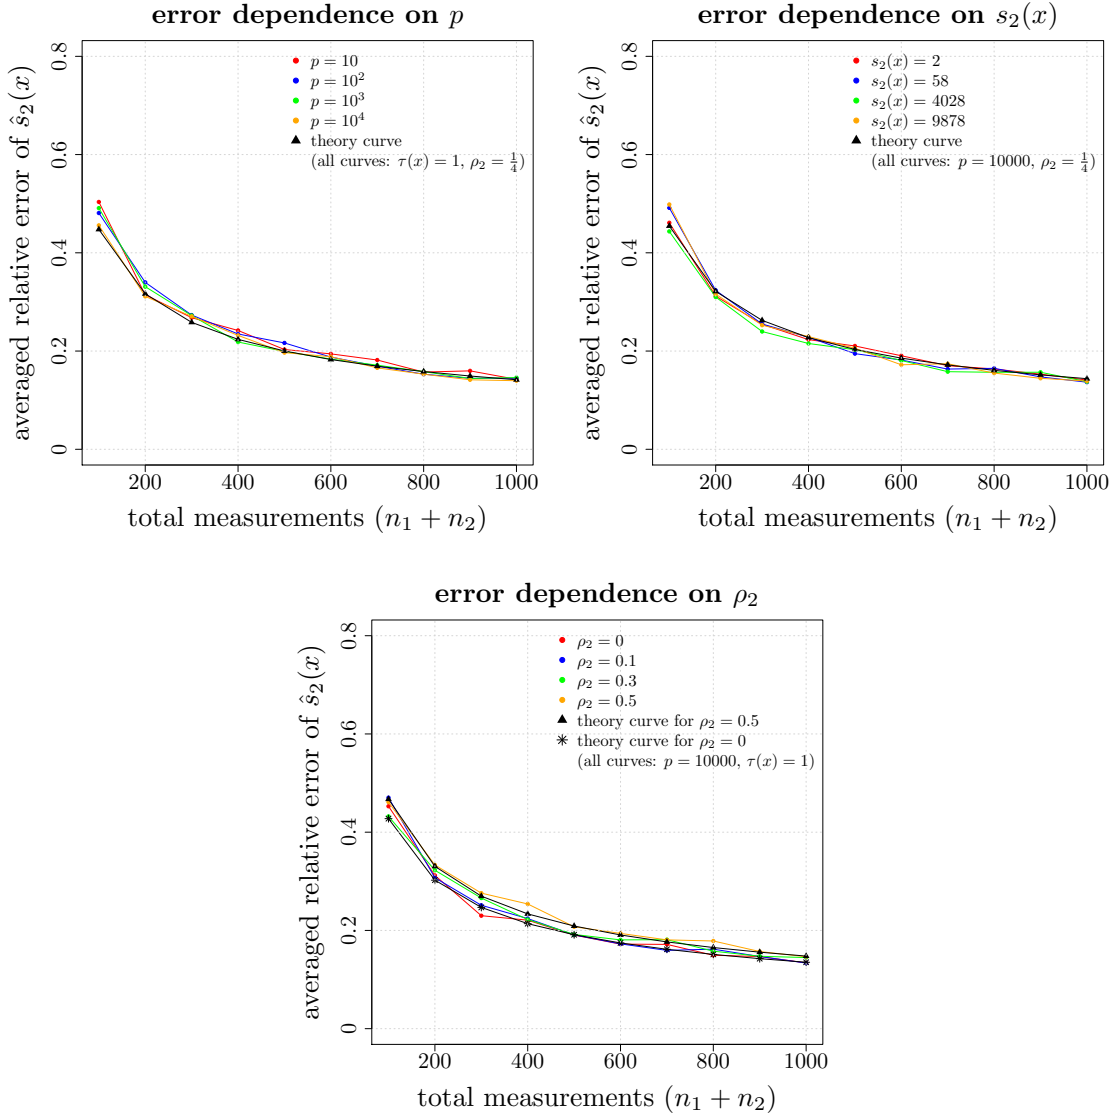 error dependence on p
averaged relative error of ŝ₂(x)
0.8
0.6
0.4
0.2
0
p = 10
p = 10²
p = 10³
p = 10⁴
theory curve
(all curves: τ(x) = 1, ρ₂ = 1/4)
200 400 600 800 1000
total measurements (n₁ + n₂)
error dependence on s₂(x)
averaged relative error of ŝ₂(x)
0.8
0.6
0.4
0.2
0
s₂(x) = 2
s₂(x) = 58
s₂(x) = 4028
s₂(x) = 9878
theory curve
(all curves: p = 10000, ρ₂ = 1/4)
200 400 600 800 1000
total measurements (n₁ + n₂)
error dependence on ρ₂
averaged relative error of ŝ₂(x)
0.8
0.6
0.4
0.2
0
ρ₂ = 0
ρ₂ = 0.1
ρ₂ = 0.3
ρ₂ = 0.5
theory curve for ρ₂ = 0.5
theory curve for ρ₂ = 0
(all curves: p = 10000, τ(x) = 1)
200 400 600 800 1000
total measurements (n₁ + n₂)